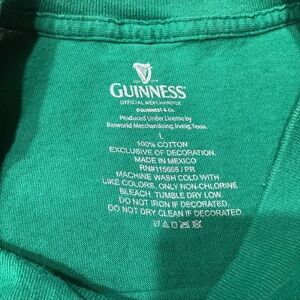 GUINNESS
OFFICIAL MERCHANDISE
©GUINNESS & Co.
Produced Under License by
Bioworld Merchandising, Irving, Texas.
L
100% COTTON
EXCLUSIVE OF DECORATION.
MADE IN MEXICO
RN#115605 / PR
MACHINE WASH COLD WITH
LIKE COLORS, ONLY NON-CHLORINE
BLEACH. TUMBLE DRY LOW.
DO NOT IRON IF DECORATED.
DO NOT DRY CLEAN IF DECORATED.